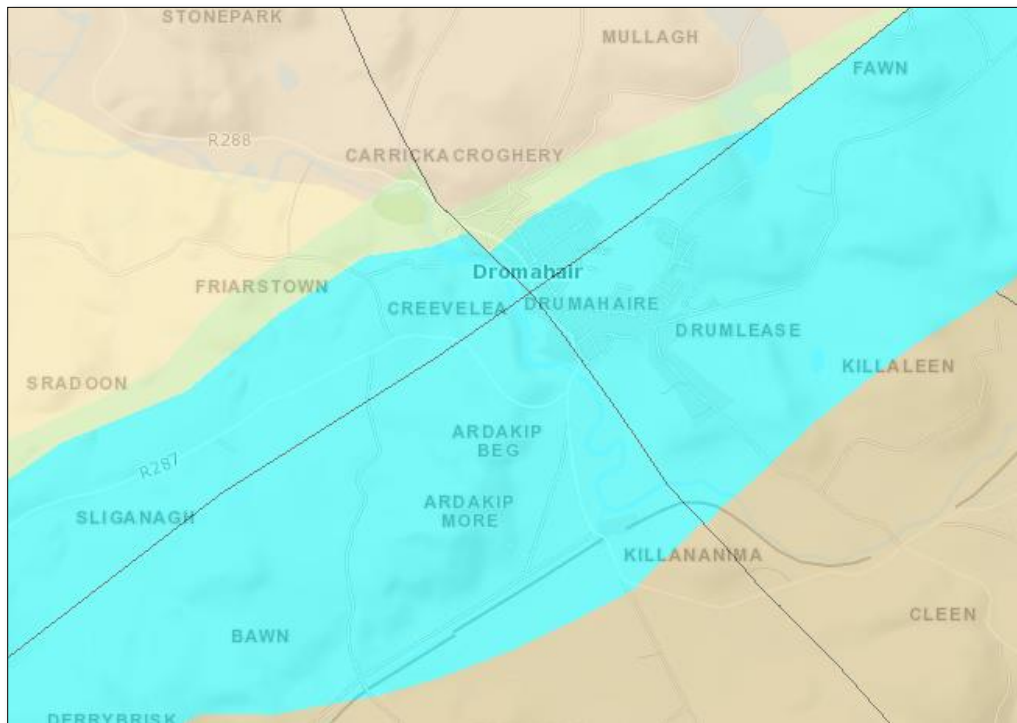 STONEPARK
MULLAGH
FAWN
R288
CARRICKACROGHERY
Dromahair
FRIARSTOWN
CREEVELEA
DRUMAHAIRE
DRUMLEASE
KILLALEEN
SRADOON
ARDAKIP
BEG
R287
ARDAKIP
MORE
SLIGANAGH
KILLANANIMA
CLEEN
BAWN
DERRYBRISK